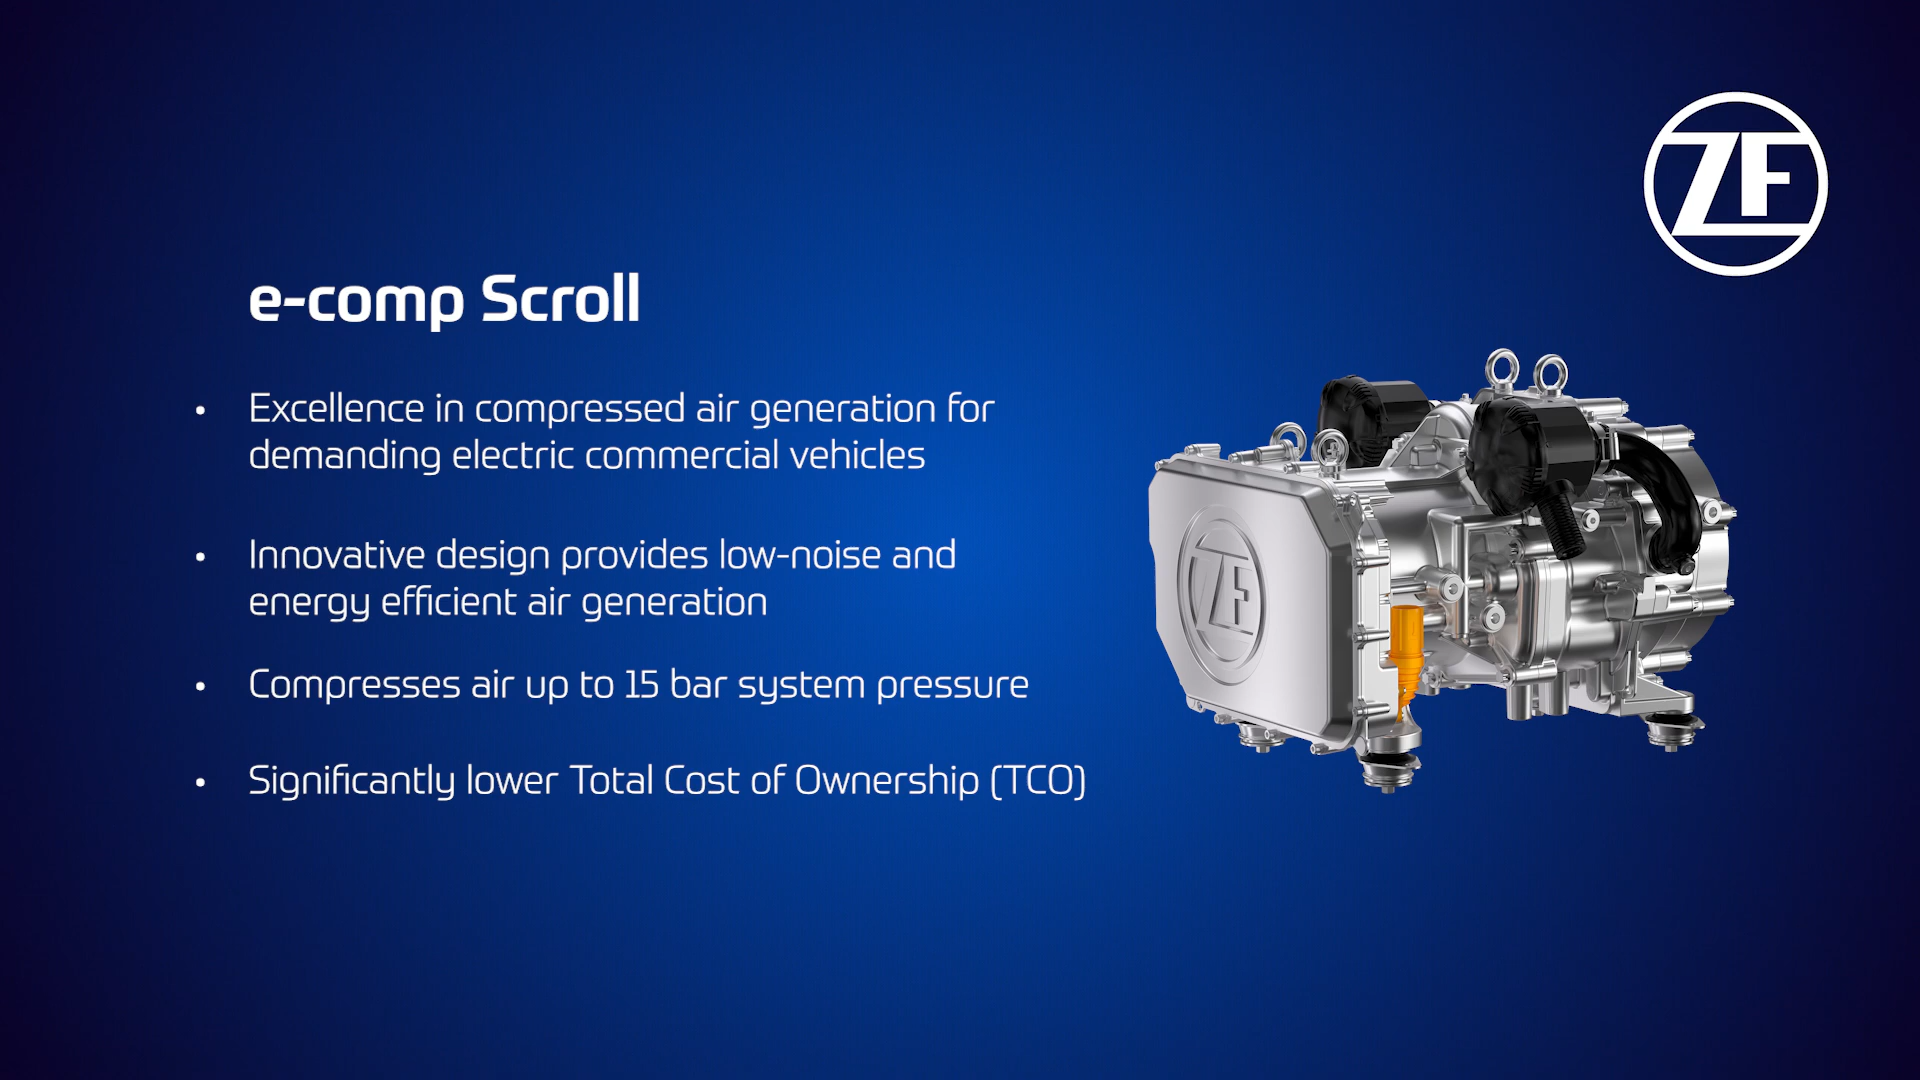 ZF
e-comp Scroll
• Excellence in compressed air generation for
demanding electric commercial vehicles
• Innovative design provides low-noise and
energy efficient air generation
• Compresses air up to 15 bar system pressure
• Significantly lower Total Cost of Ownership (TCO)
ZF